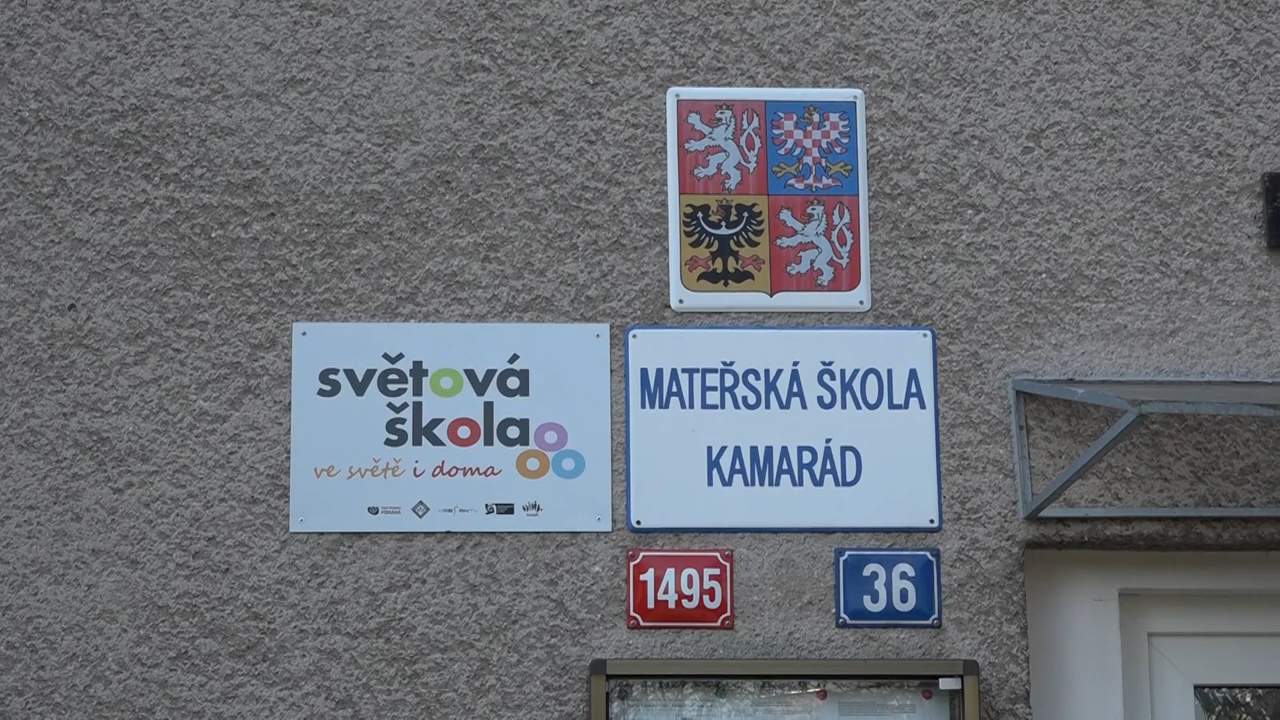 světová
škola
ve světě i doma
MATEŘSKÁ ŠKOLA
KAMARÁD
1495
36